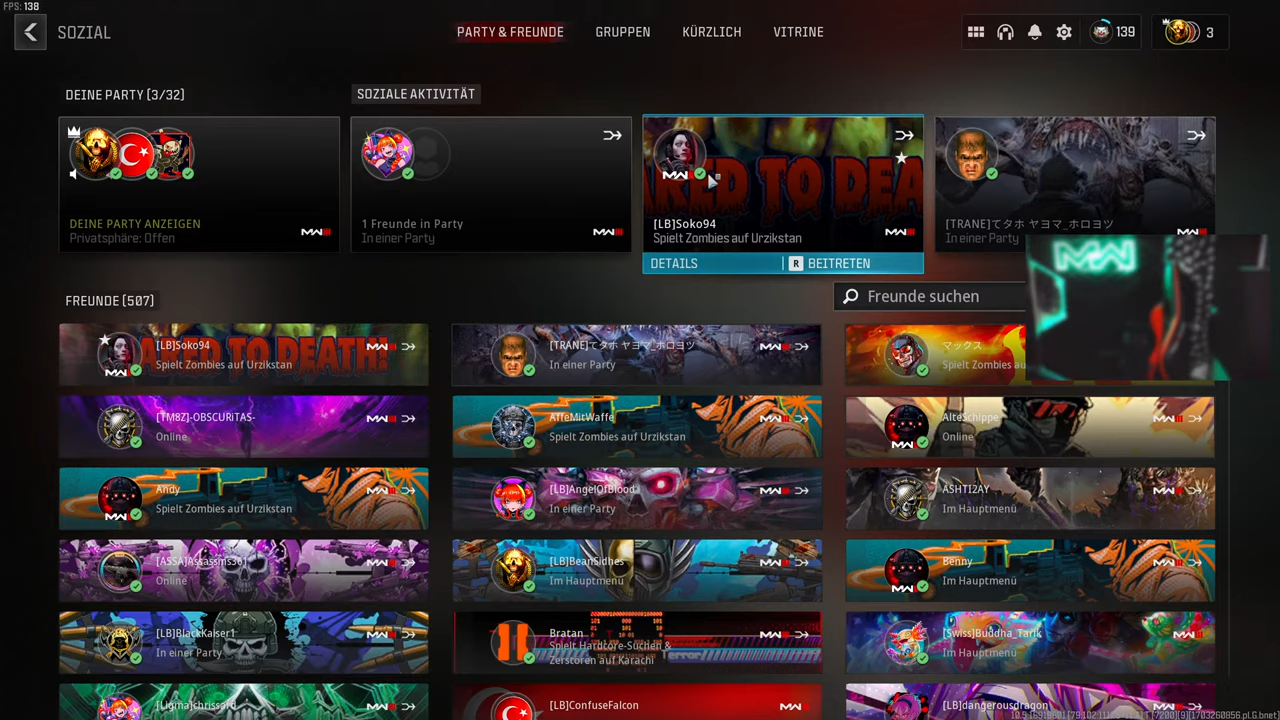 FPS: 138
SOZIAL
PARTY & FREUNDE
GRUPPEN
KÜRZLICH
VITRINE
139
3
DEINE PARTY (3/32)
SOZIALE AKTIVITÄT
DEINE PARTY ANZEIGEN
Privatsphäre: Offen
1 Freunde in Party
In einer Party
[LB]Soko94
Spielt Zombies auf Urzikstan
DETAILS
R BEITRETEN
[TRANE]てタホ ヤヨマ_ホロヨツ
In einer Party
FREUNDE (507)
Freunde suchen
[LB]Soko94
Spielt Zombies auf Urzikstan
[TRANE]てタホ ヤヨマ_ホロヨツ
In einer Party
マックス
Spielt Zombies au
[TM8Z]-OBSCURiTAS-
Online
AffeMitWaffe
Spielt Zombies auf Urzikstan
AlteSchippe
Online
Andy
Spielt Zombies auf Urzikstan
[LB]AngelOfBlood
In einer Party
ASHTI2AY
Im Hauptmenü
[ASSA]Assassms361
Online
[LB]BeanSidhes
Im Hauptmenü
Benny
Im Hauptmenü
[LB]BlackKaiser1
In einer Party
Bratan
Spielt Hardcore-Suchen &
Zerstören auf Karachi
[Swiss]Buddha_Tarik
Im Hauptmenü
[Ligma]chrissard
[LB]ConfuseFalcon
[LB]dangerousdragon